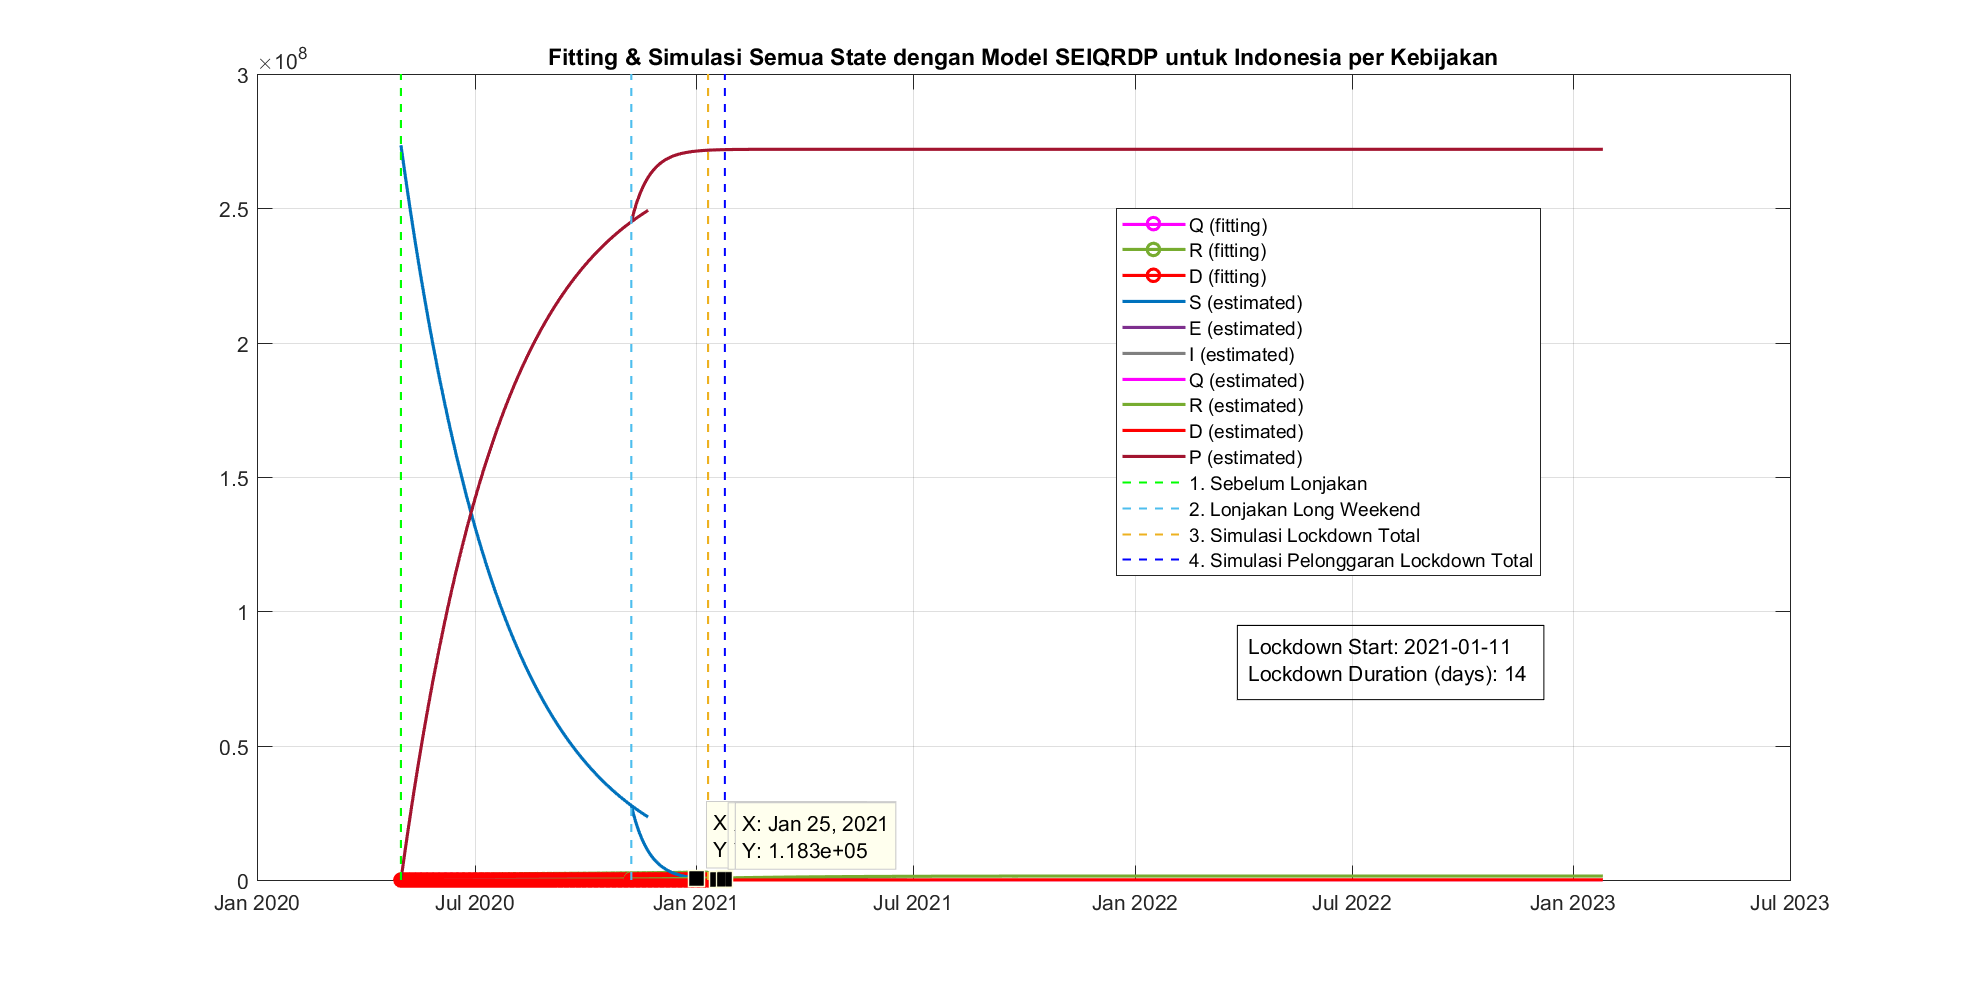 Fitting & Simulasi Semua State dengan Model SEIQRDP untuk Indonesia per Kebijakan
×10^8
3
2.5
2
1.5
1
0.5
0
Q (fitting)
R (fitting)
D (fitting)
S (estimated)
E (estimated)
I (estimated)
Q (estimated)
R (estimated)
D (estimated)
P (estimated)
1. Sebelum Lonjakan
2. Lonjakan Long Weekend
3. Simulasi Lockdown Total
4. Simulasi Pelonggaran Lockdown Total
Lockdown Start: 2021-01-11
Lockdown Duration (days): 14
X
Y
X: Jan 25, 2021
Y: 1.183e+05
Jan 2020
Jul 2020
Jan 2021
Jul 2021
Jan 2022
Jul 2022
Jan 2023
Jul 2023